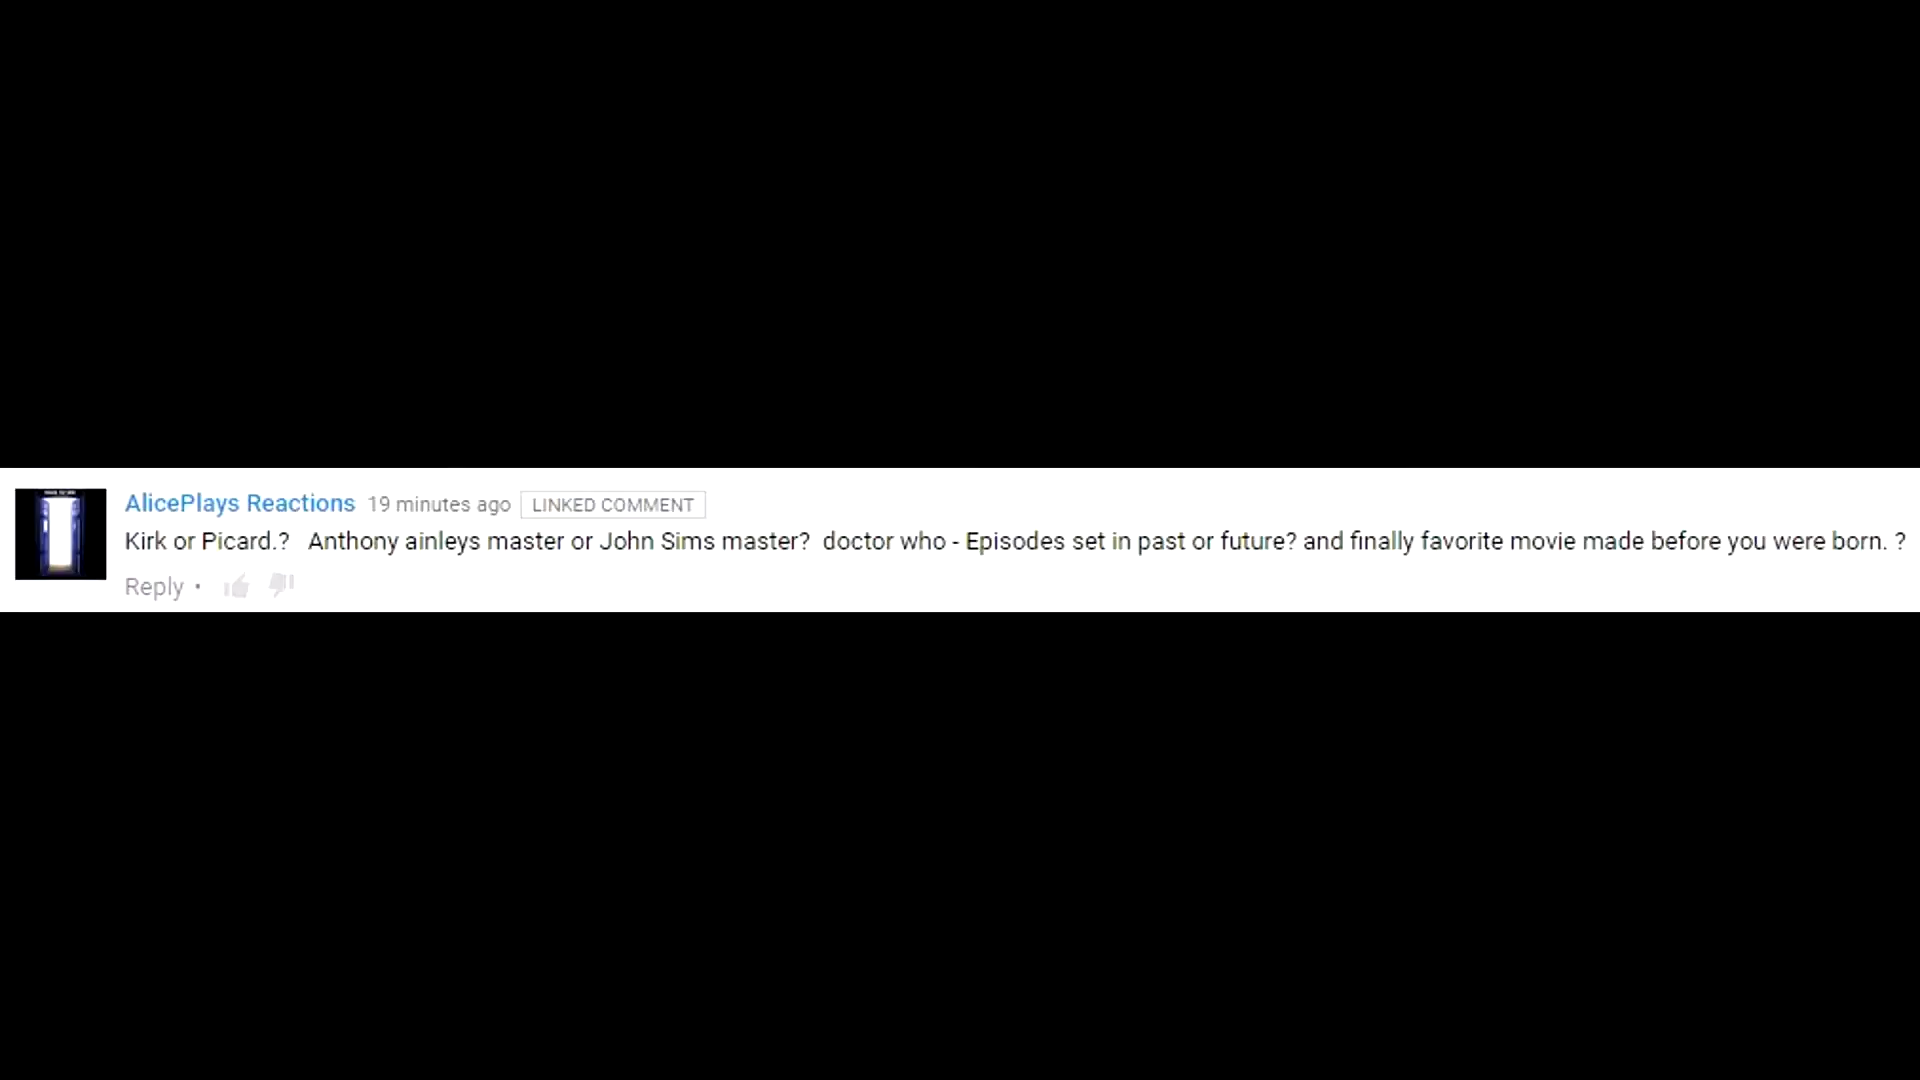 AlicePlays Reactions 19 minutes ago LINKED COMMENT
Kirk or Picard.? Anthony ainleys master or John Sims master? doctor who - Episodes set in past or future? and finally favorite movie made before you were born. ?
Reply •